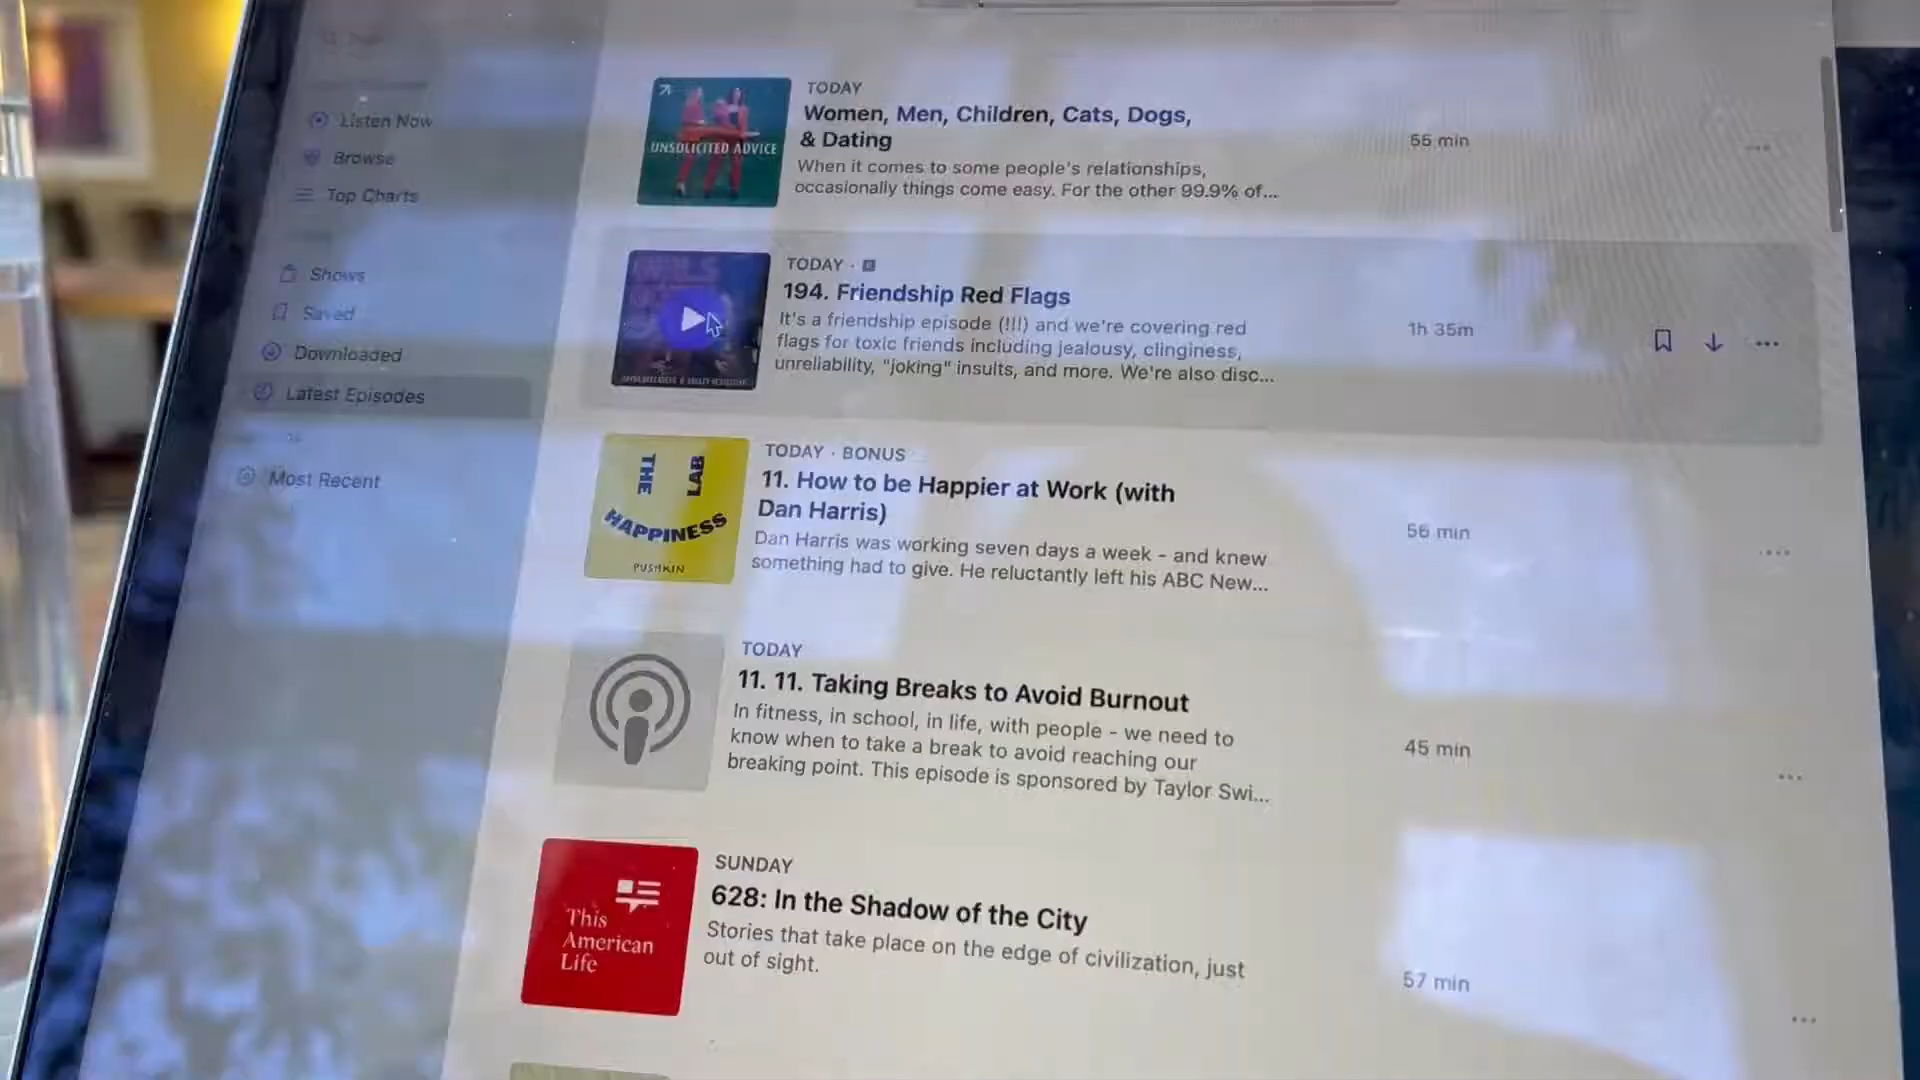 Listen Now
Browse
Top Charts
Shows
Saved
Downloaded
Latest Episodes
Most Recent
UNSOLICITED ADVICE
TODAY
Women, Men, Children, Cats, Dogs,
& Dating
When it comes to some people's relationships,
occasionally things come easy. For the other 99.9% of...
55 min
TODAY · E
194. Friendship Red Flags
It's a friendship episode (!!!) and we're covering red
flags for toxic friends including jealousy, clinginess,
unreliability, "joking" insults, and more. We're also disc...
1h 35m
THE
LAB
HAPPINESS
PUSHKIN
TODAY · BONUS
11. How to be Happier at Work (with
Dan Harris)
Dan Harris was working seven days a week - and knew
something had to give. He reluctantly left his ABC New...
56 min
TODAY
11. 11. Taking Breaks to Avoid Burnout
In fitness, in school, in life, with people - we need to
know when to take a break to avoid reaching our
breaking point. This episode is sponsored by Taylor Swi...
45 min
This
American
Life
SUNDAY
628: In the Shadow of the City
Stories that take place on the edge of civilization, just
out of sight.
57 min